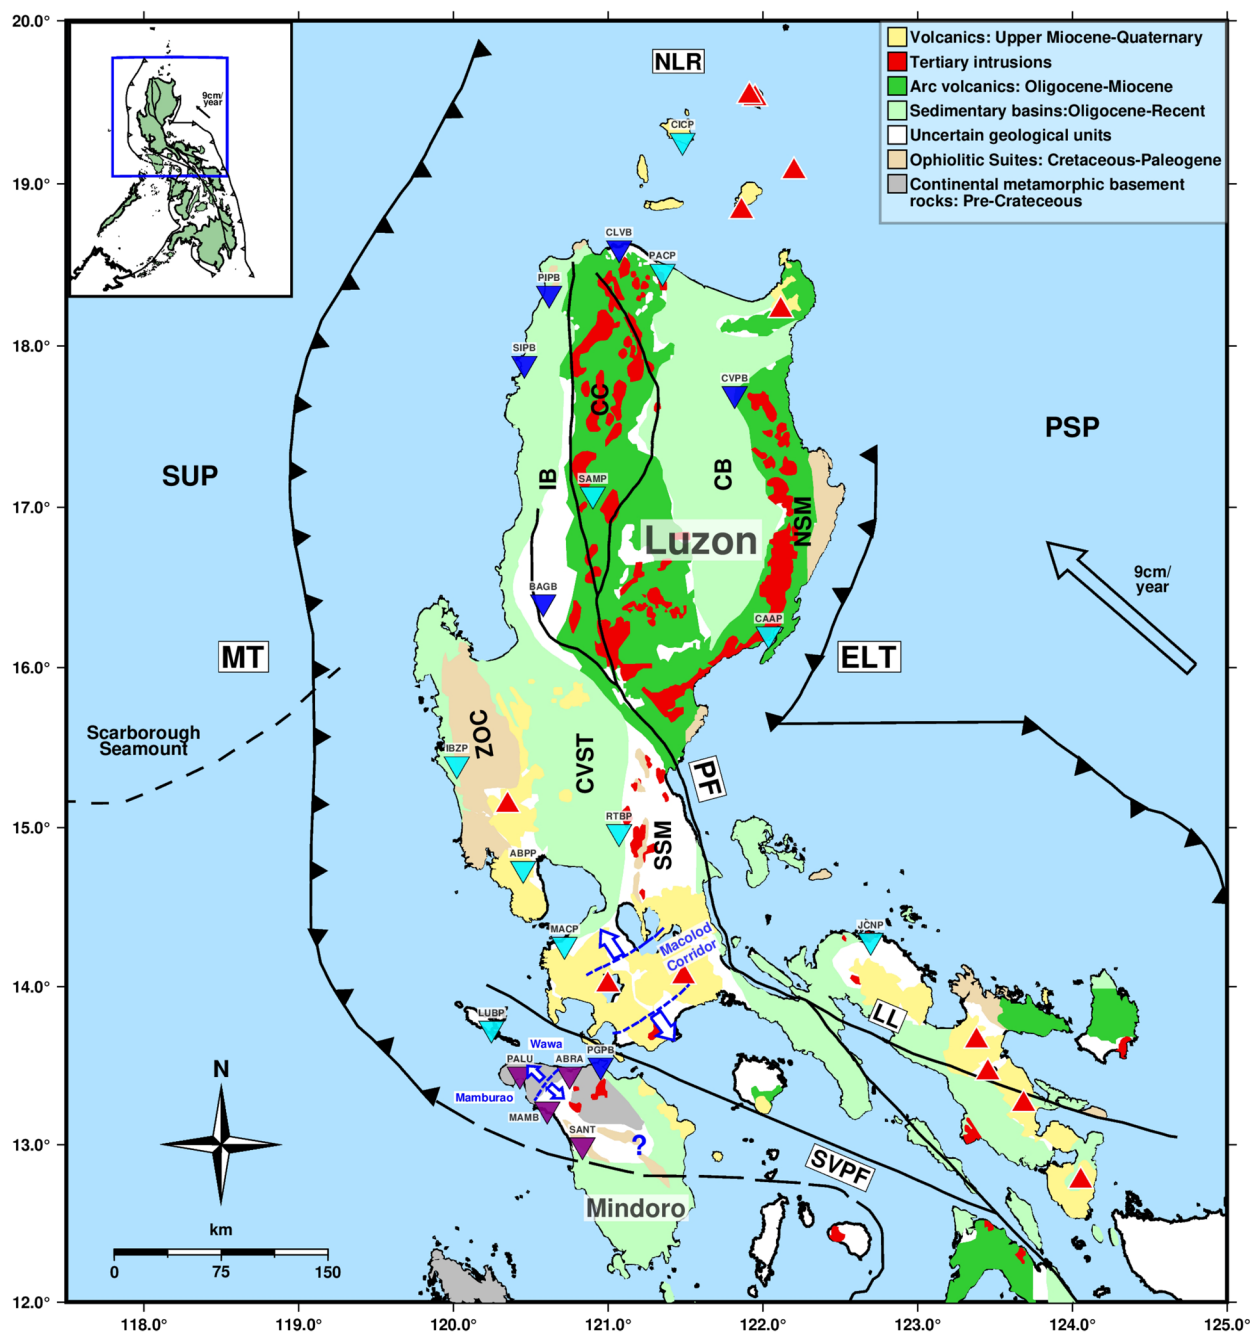 20.0°
19.0°
18.0°
17.0°
16.0°
15.0°
14.0°
13.0°
12.0°
118.0°
119.0°
120.0°
121.0°
122.0°
123.0°
124.0°
125.0°
9cm/
year
Volcanics: Upper Miocene-Quaternary
Tertiary intrusions
Arc volcanics: Oligocene-Miocene
Sedimentary basins:Oligocene-Recent
Uncertain geological units
Ophiolitic Suites: Cretaceous-Paleogene
Continental metamorphic basement
rocks: Pre-Crateceous
NLR
CICP
CLVB
PACP
PIPB
SIPB
CVPB
CC
PSP
SUP
IB
SAMP
CB
NSM
Luzon
9cm/
year
BAGB
CAAP
MT
ELT
Scarborough
Seamount
ZOC
IBZP
CVST
PF
RTBP
SSM
ABPP
MACP
Macolod
Corridor
JCNP
LUBP
LL
Wawa
PGPB
PALU
ABRA
Mamburao
MAMB
SANT
?
SVPF
Mindoro
N
km
0
75
150